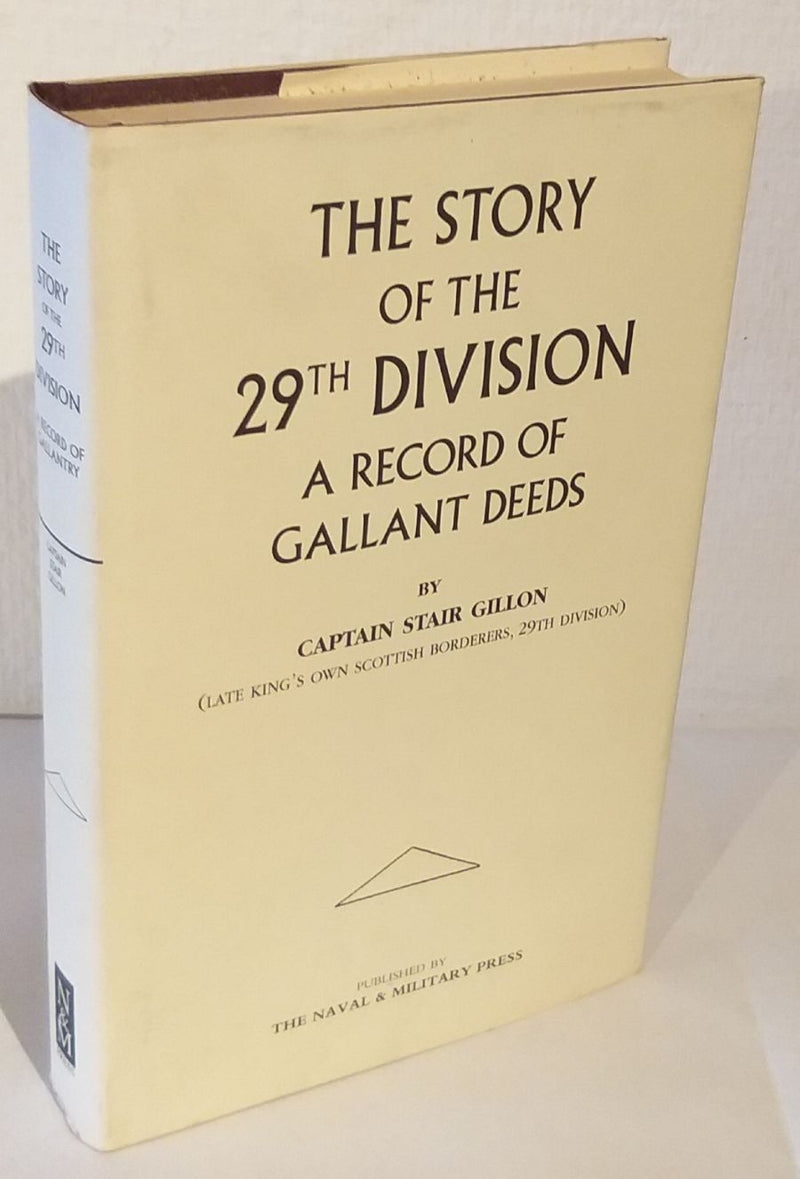 THE STORY
OF THE
29TH DIVISION
A RECORD OF
GALLANT DEEDS
BY
CAPTAIN STAIR GILLON
(LATE KING'S OWN SCOTTISH BORDERERS, 29TH DIVISION)
PUBLISHED BY
THE NAVAL & MILITARY PRESS
THE
STORY
OF THE
29TH
DIVISION
A RECORD OF
GALLANTRY
CAPTAIN
STAIR
GILLON
N&M